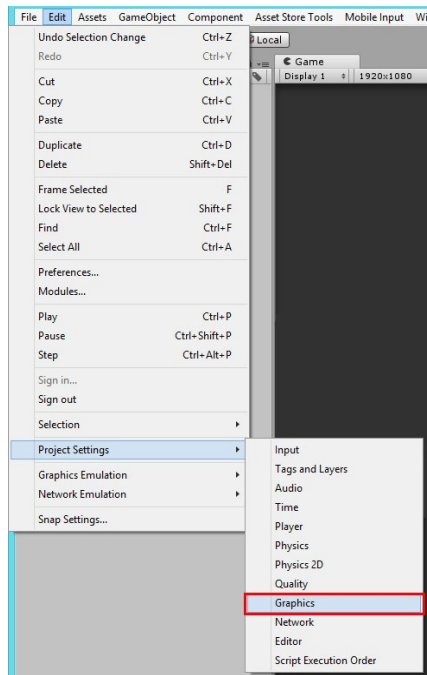 File Edit Assets GameObject Component Asset Store Tools Mobile Input
Undo Selection Change Ctrl+Z
Local
Redo Ctrl+Y
Game
Display 1 1920x1080
Cut Ctrl+X
Copy Ctrl+C
Paste Ctrl+V
Duplicate Ctrl+D
Delete Shift+Del
Frame Selected F
Lock View to Selected Shift+F
Find Ctrl+F
Select All Ctrl+A
Preferences...
Modules...
Play Ctrl+P
Pause Ctrl+Shift+P
Step Ctrl+Alt+P
Sign in...
Sign out
Selection
Project Settings
Graphics Emulation
Network Emulation
Snap Settings...
Input
Tags and Layers
Audio
Time
Player
Physics
Physics 2D
Quality
Graphics
Network
Editor
Script Execution Order